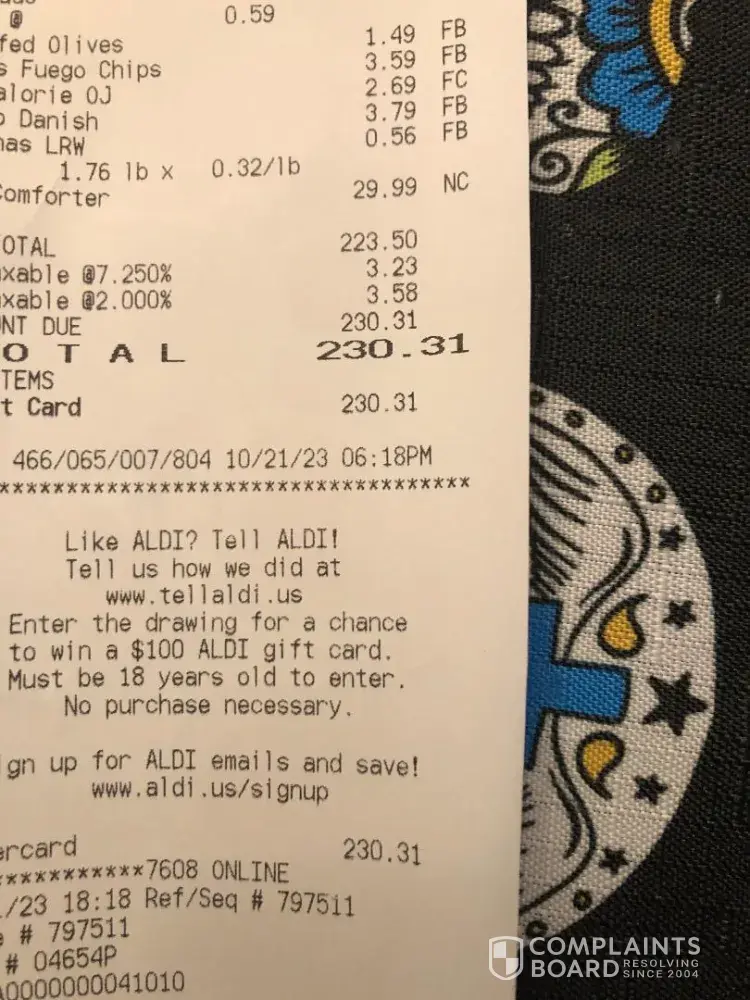 @ 0.59
fed Olives 1.49 FB
s Fuego Chips 3.59 FB
alorie OJ 2.69 FC
o Danish 3.79 FB
nas LRW 0.56 FB
1.76 lb x 0.32/lb
Comforter 29.99 NC
OTAL 223.50
xable @7.250% 3.23
xable @2.000% 3.58
UNT DUE 230.31
O T A L 230.31
TEMS
t Card 230.31
466/065/007/804 10/21/23 06:18PM
***********************************
Like ALDI? Tell ALDI!
Tell us how we did at
www.tellaldi.us
Enter the drawing for a chance
to win a $100 ALDI gift card.
Must be 18 years old to enter.
No purchase necessary.
gn up for ALDI emails and save!
www.aldi.us/signup
ercard 230.31
***********7608 ONLINE
/23 18:18 Ref/Seq # 797511
# 797511
# 04654P
A0000000041010
COMPLAINTS
BOARD RESOLVING SINCE 2004